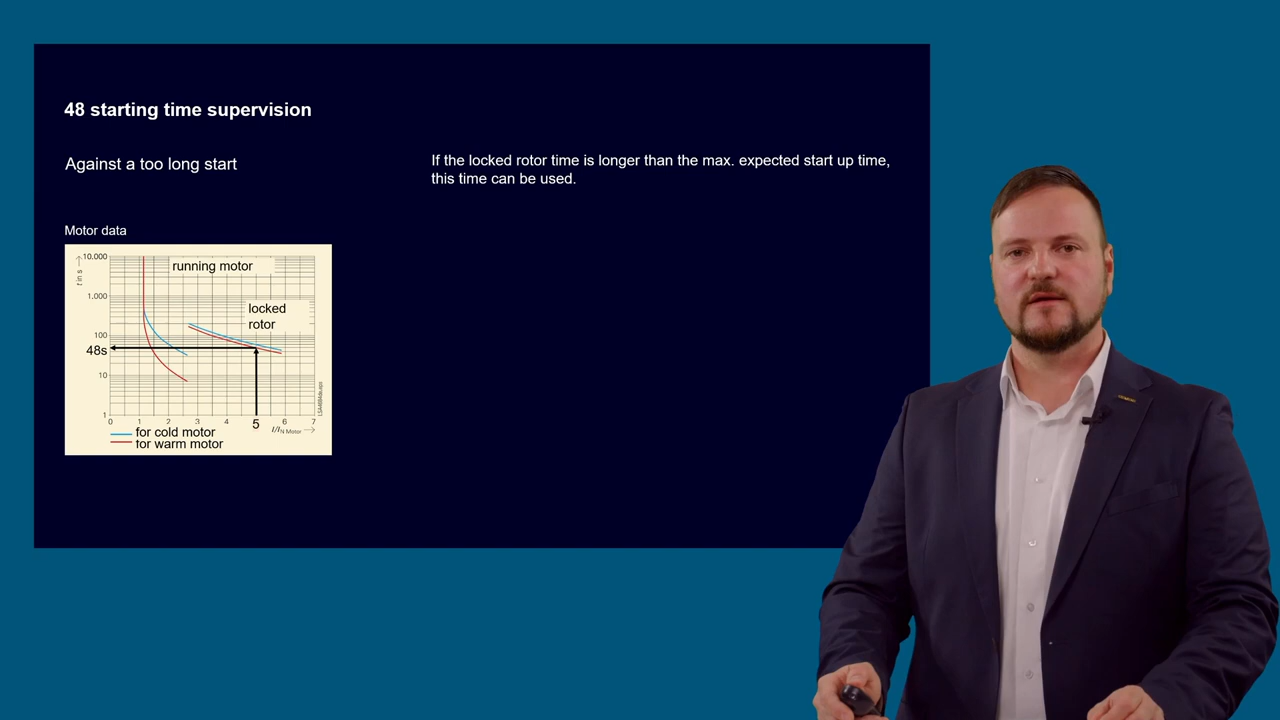 48 starting time supervision
Against a too long start
If the locked rotor time is longer than the max. expected start up time,
this time can be used.
Motor data
t in s
10.000
1.000
100
48s
10
1
running motor
locked
rotor
0 1 2 3 4 5 6 7
I/I N Motor
for cold motor
for warm motor